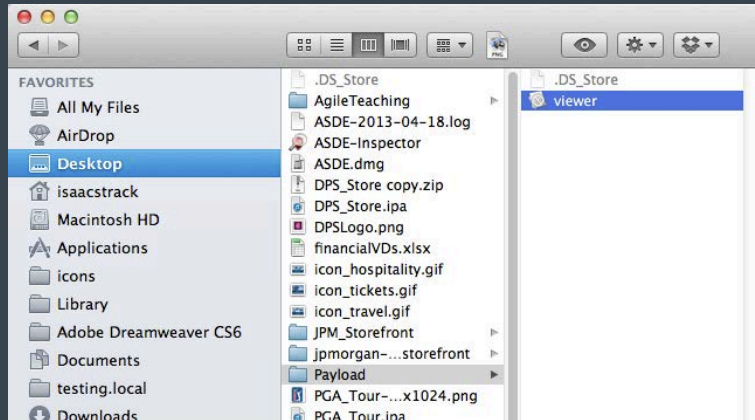 PNG
FAVORITES
All My Files
AirDrop
Desktop
isaacstrack
Macintosh HD
Applications
icons
Library
Adobe Dreamweaver CS6
Documents
testing.local
Downloads
.DS_Store
AgileTeaching
ASDE-2013-04-18.log
ASDE-Inspector
ASDE.dmg
DPS_Store copy.zip
DPS_Store.ipa
DPSLogo.png
financialVDs.xlsx
icon_hospitality.gif
icon_tickets.gif
icon_travel.gif
JPM_Storefront
jpmorgan-...storefront
Payload
PGA_Tour-...x1024.png
PGA_Tour.ipa
.DS_Store
viewer